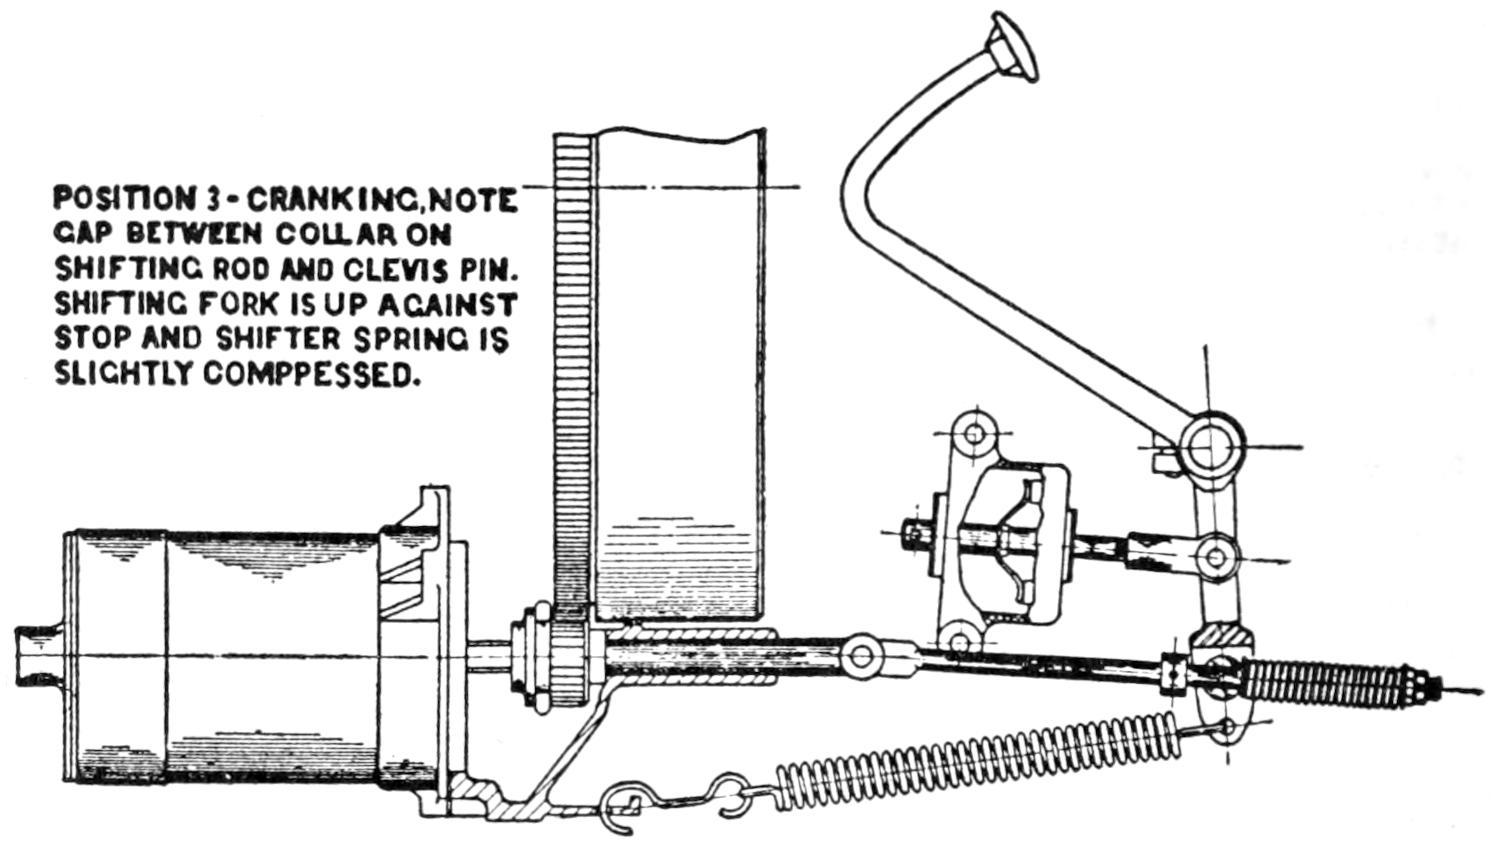 POSITION 3 - CRANKING, NOTE
GAP BETWEEN COLLAR ON
SHIFTING ROD AND CLEVIS PIN.
SHIFTING FORK IS UP AGAINST
STOP AND SHIFTER SPRING IS
SLIGHTLY COMPPESSED.